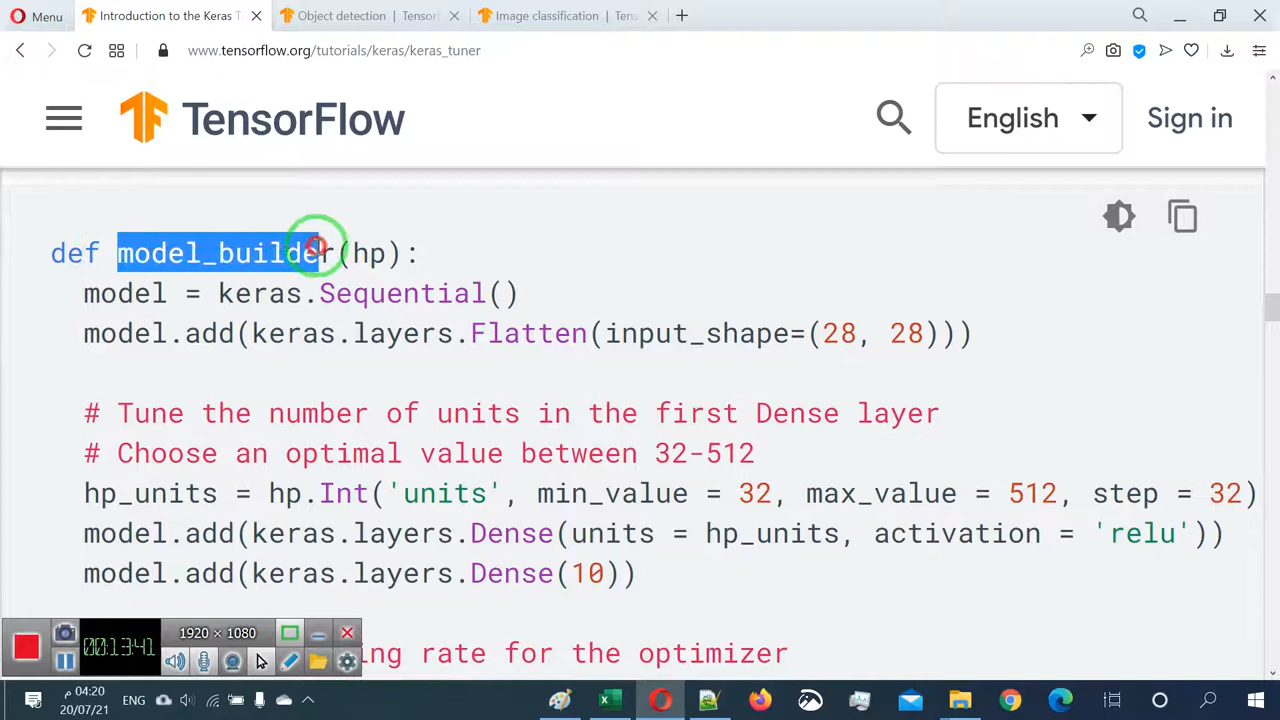 Menu
Introduction to the Keras T
Object detection | Tensorf
Image classification | Tens
www.tensorflow.org/tutorials/keras/keras_tuner
TensorFlow
English
Sign in
def model_builder(hp):
model = keras.Sequential()
model.add(keras.layers.Flatten(input_shape=(28, 28)))
# Tune the number of units in the first Dense layer
# Choose an optimal value between 32-512
hp_units = hp.Int('units', min_value = 32, max_value = 512, step = 32)
model.add(keras.layers.Dense(units = hp_units, activation = 'relu'))
model.add(keras.layers.Dense(10))
ing rate for the optimizer
00:13:41
1920 × 1080
04:20 م
20/07/21
ENG